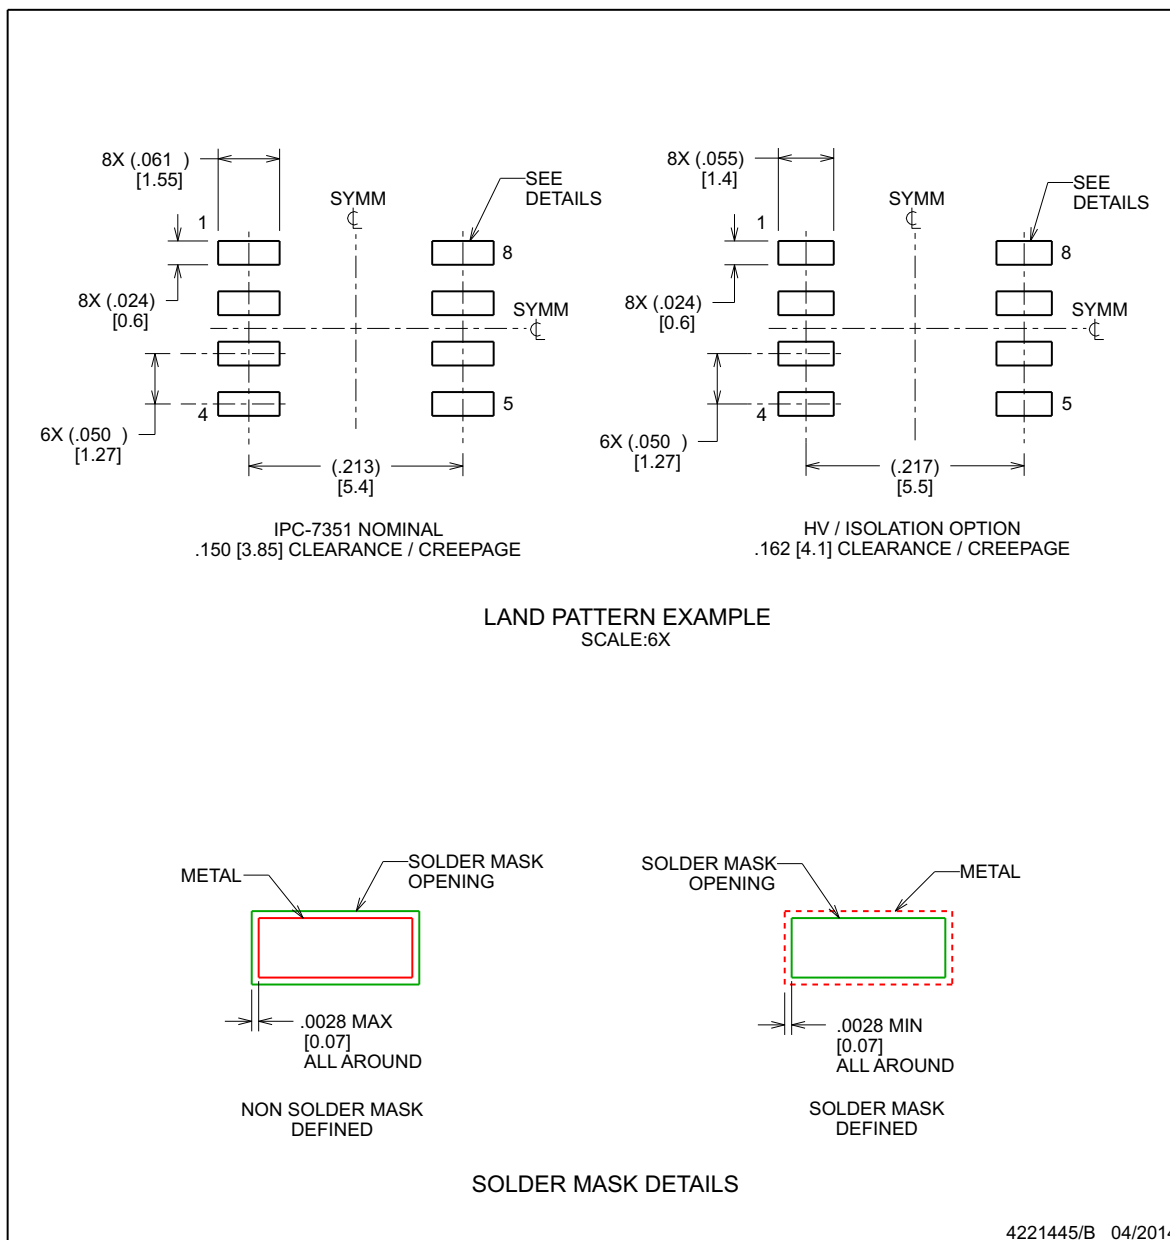 8X (.061 )
[1.55]
SYMM
SEE
DETAILS
1
8
8X (.024)
[0.6]
SYMM
4
5
6X (.050 )
[1.27]
(.213)
[5.4]
IPC-7351 NOMINAL
.150 [3.85] CLEARANCE / CREEPAGE
8X (.055)
[1.4]
SYMM
SEE
DETAILS
1
8
8X (.024)
[0.6]
SYMM
4
5
6X (.050 )
[1.27]
(.217)
[5.5]
HV / ISOLATION OPTION
.162 [4.1] CLEARANCE / CREEPAGE
LAND PATTERN EXAMPLE
SCALE:6X
METAL
SOLDER MASK
OPENING
.0028 MAX
[0.07]
ALL AROUND
NON SOLDER MASK
DEFINED
SOLDER MASK
OPENING
METAL
.0028 MIN
[0.07]
ALL AROUND
SOLDER MASK
DEFINED
SOLDER MASK DETAILS
4221445/B 04/2014